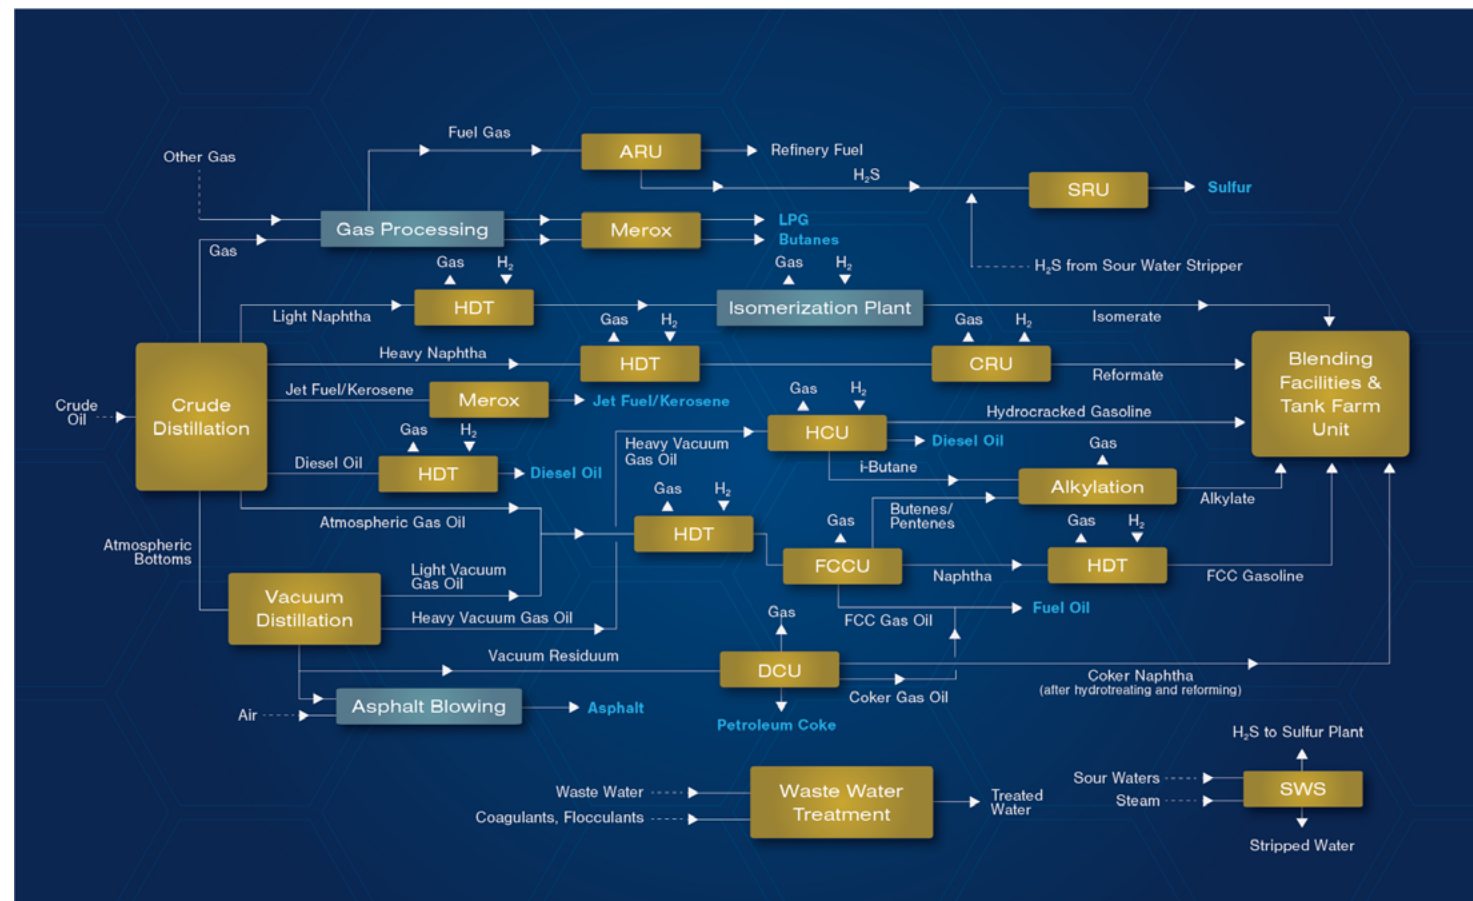 Fuel Gas
ARU
Refinery Fuel
Other Gas
H₂S
SRU
Sulfur
Gas Processing
Merox
LPG
Butanes
Gas
Gas
H₂
Gas
H₂
H₂S from Sour Water Stripper
Light Naphtha
HDT
Isomerization Plant
Isomerate
Gas
H₂
Gas
H₂
Heavy Naphtha
HDT
CRU
Reformate
Blending
Facilities &
Tank Farm
Unit
Crude
Oil
Crude
Distillation
Jet Fuel/Kerosene
Merox
Jet Fuel/Kerosene
Gas
H₂
Hydrocracked Gasoline
Gas
H₂
Heavy Vacuum
Gas Oil
HCU
Diesel Oil
Gas
Diesel Oil
HDT
Diesel Oil
i-Butane
Alkylation
Alkylate
Gas
H₂
Butenes/
Pentenes
Atmospheric Gas Oil
HDT
Gas
Gas
H₂
Atmospheric
Bottoms
Light Vacuum
Gas Oil
FCCU
Naphtha
HDT
FCC Gasoline
Vacuum
Distillation
Heavy Vacuum Gas Oil
Gas
FCC Gas Oil
Fuel Oil
Vacuum Residuum
DCU
Coker Gas Oil
Coker Naphtha
(after hydrotreating and reforming)
Air
Asphalt Blowing
Asphalt
Petroleum Coke
H₂S to Sulfur Plant
Waste Water
Coagulants, Flocculants
Waste Water
Treatment
Treated
Water
Sour Waters
Steam
SWS
Stripped Water